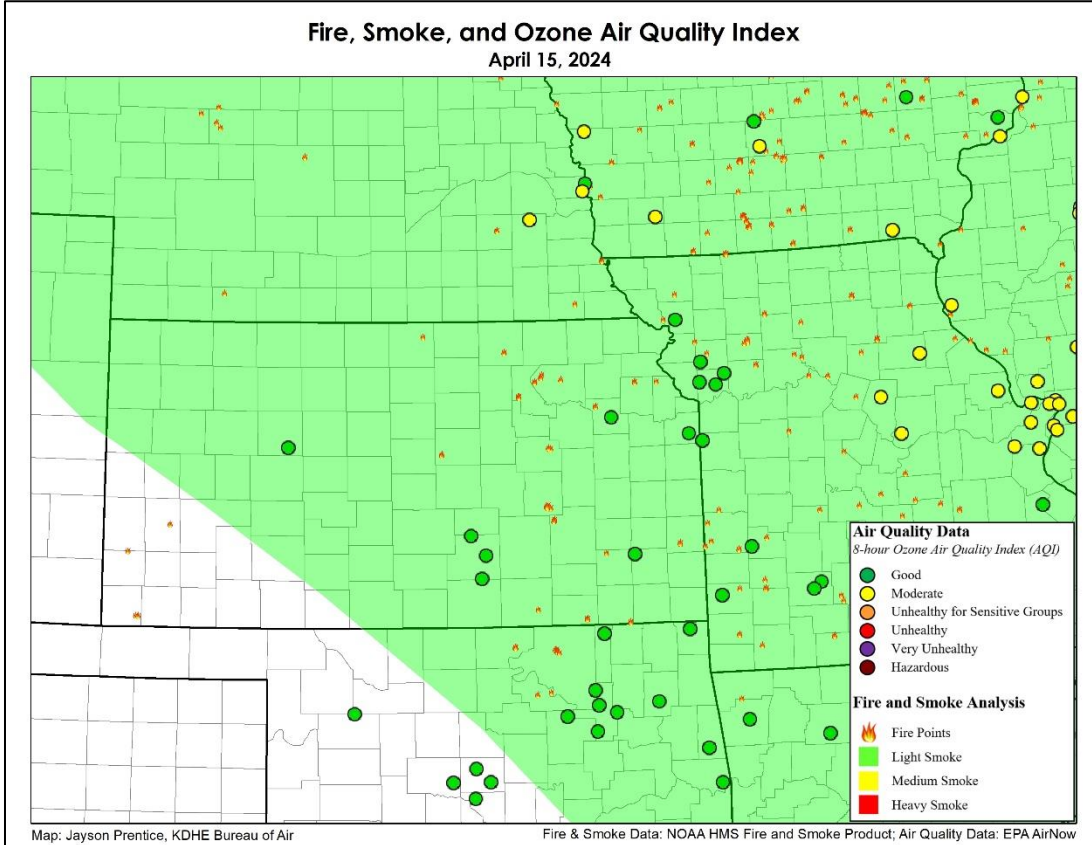 Fire, Smoke, and Ozone Air Quality Index
April 15, 2024
Air Quality Data
8-hour Ozone Air Quality Index (AQI)
Good
Moderate
Unhealthy for Sensitive Groups
Unhealthy
Very Unhealthy
Hazardous
Fire and Smoke Analysis
Fire Points
Light Smoke
Medium Smoke
Heavy Smoke
Map: Jayson Prentice, KDHE Bureau of Air
Fire & Smoke Data: NOAA HMS Fire and Smoke Product; Air Quality Data: EPA AirNow